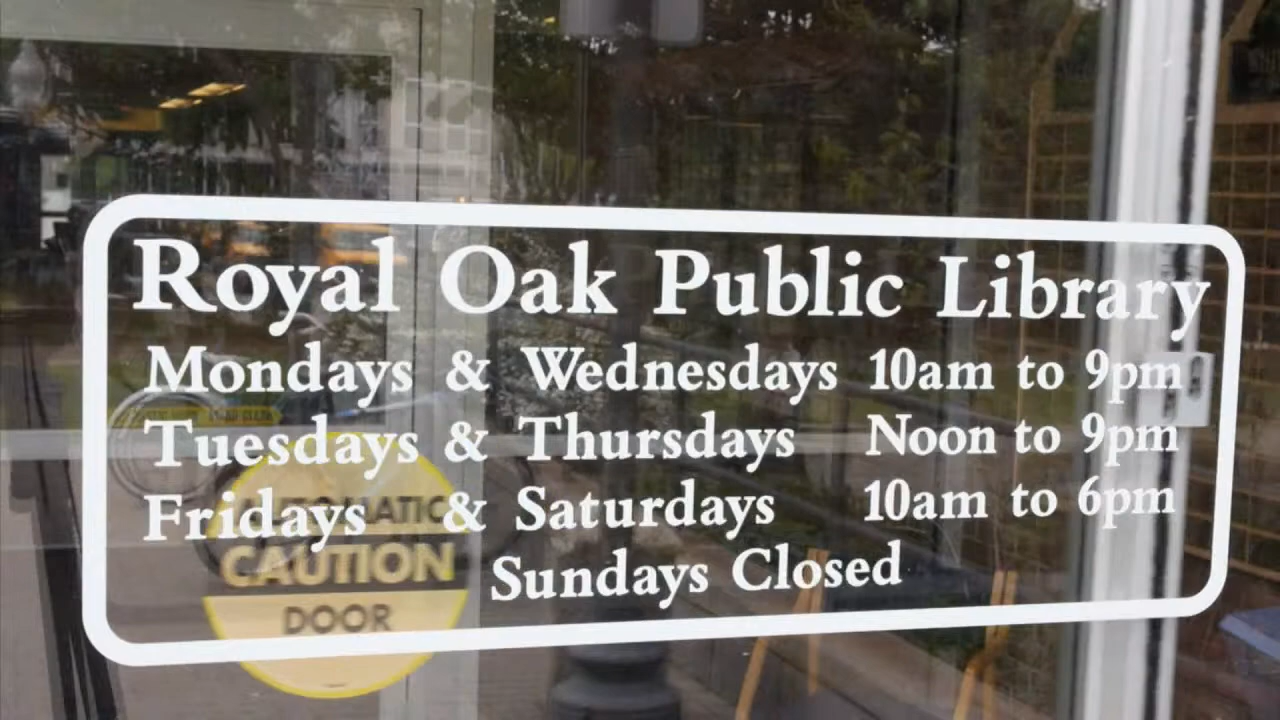 Royal Oak Public Library
Mondays & Wednesdays 10am to 9pm
Tuesdays & Thursdays Noon to 9pm
Fridays & Saturdays 10am to 6pm
Sundays Closed
AUTOMATIC
CAUTION
DOOR